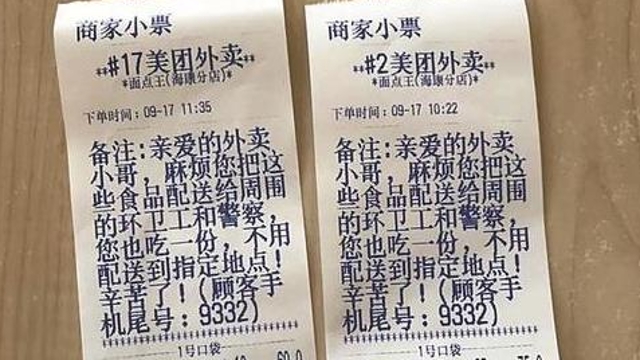 商家小票
**#17美团外卖**
*面点王(海康分店)*
下单时间：09-17 11:35
备注:亲爱的外卖
小哥，麻烦您把这
些食品配送给周围
的环卫工和警察，
您也吃一份，不用
配送到指定地点！
辛苦了！(顾客手
机尾号:9332)
1号口袋
商家小票
**#2美团外卖**
*面点王(海康分店)*
下单时间：09-17 10:22
备注:亲爱的外卖
小哥，麻烦您把这
些食品配送给周围
的环卫工和警察，
您也吃一份，不用
配送到指定地点！
辛苦了！(顾客手
机尾号:9332)
1号口袋